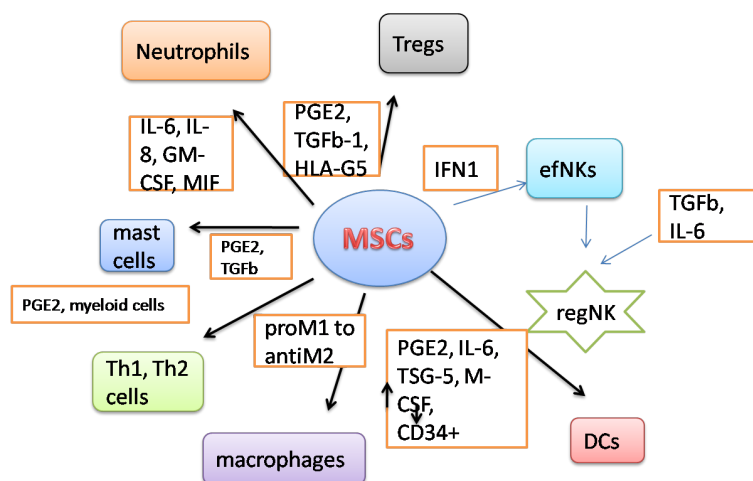 Neutrophils
Tregs
IL-6, IL-
8, GM-
CSF, MIF
PGE2,
TGFb-1,
HLA-G5
IFN1
efNKs
TGFb,
IL-6
MSCs
mast
cells
PGE2,
TGFb
PGE2, myeloid cells
regNK
proM1 to
antiM2
PGE2, IL-6,
TSG-5, M-
CSF,
CD34+
Th1, Th2
cells
macrophages
DCs